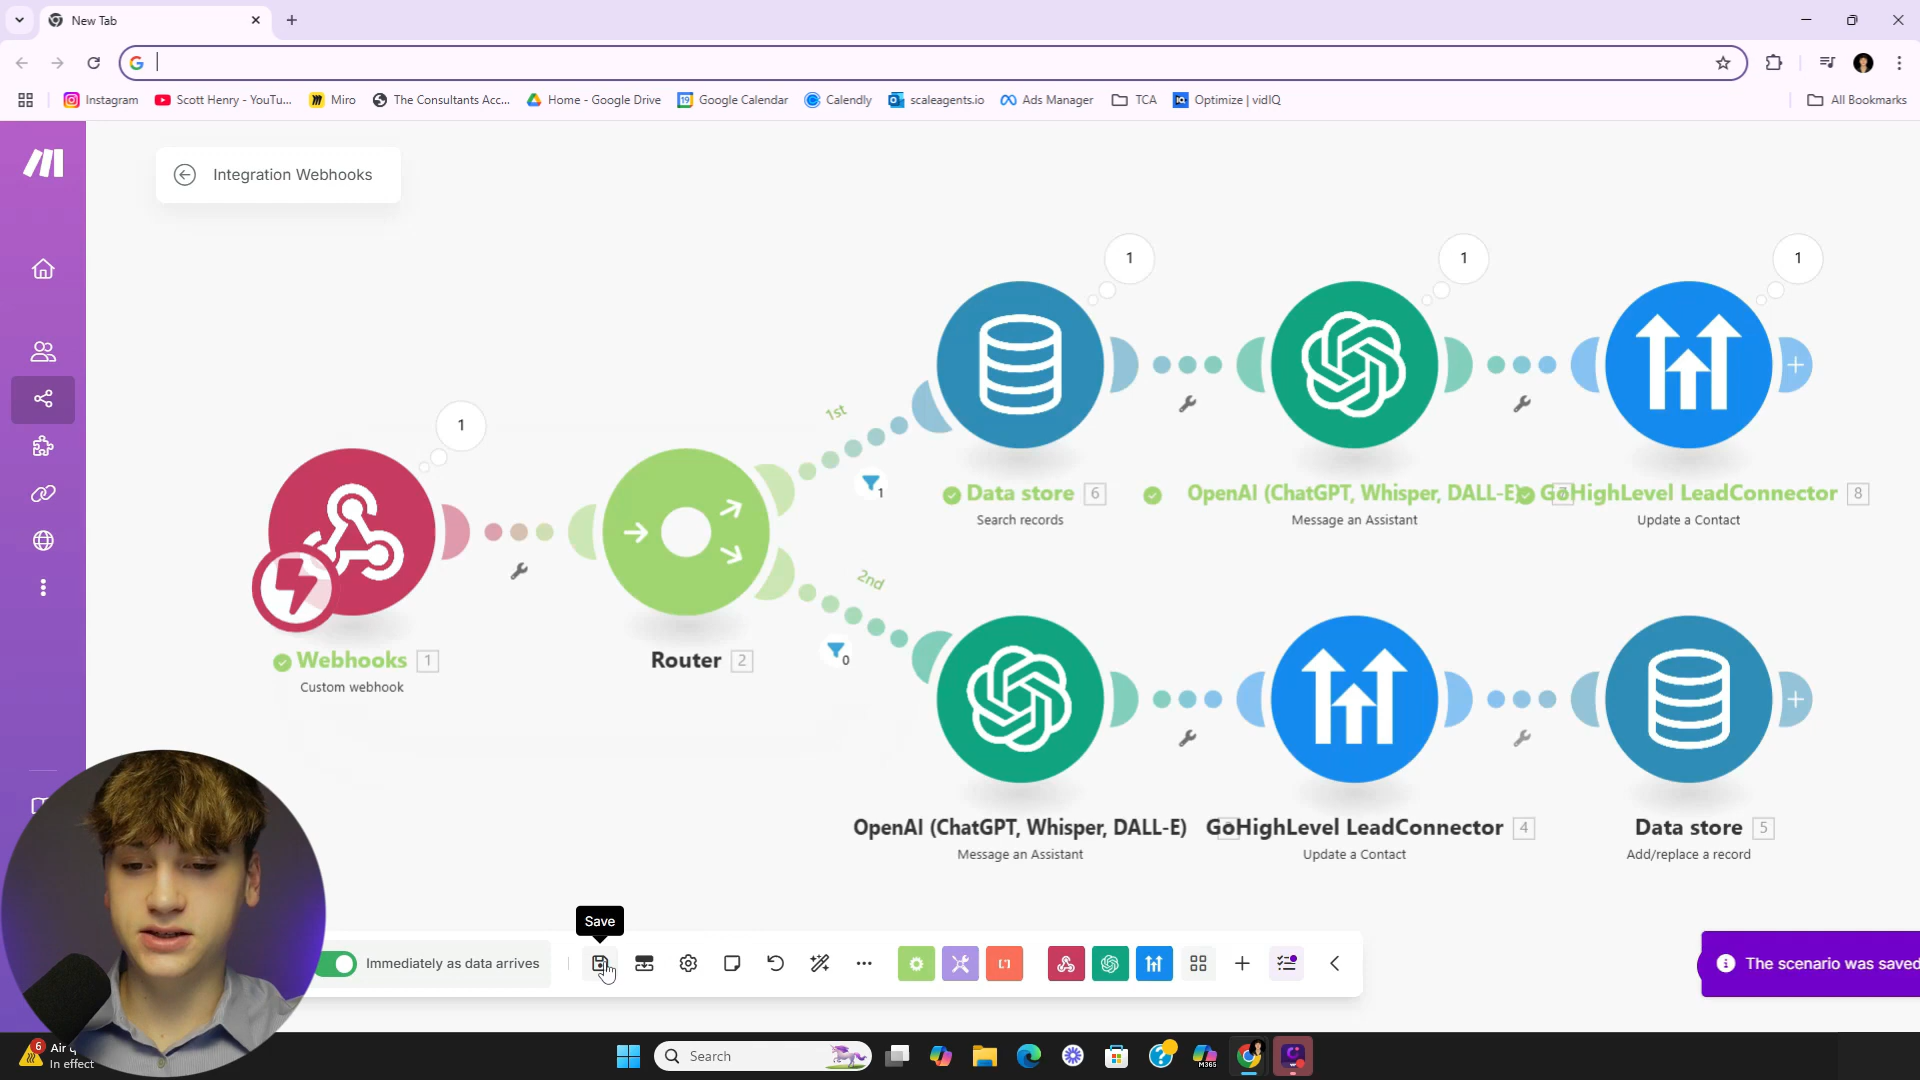 New Tab
Instagram
Scott Henry - YouTu...
Miro
The Consultants Acc...
Home - Google Drive
Google Calendar
Calendly
scaleagents.io
Ads Manager
TCA
Optimize | vidIQ
All Bookmarks
Integration Webhooks
1
1
1
1
1st
1
Data store 6
Search records
OpenAI (ChatGPT, Whisper, DALL-E)
Message an Assistant
GoHighLevel LeadConnector 8
Update a Contact
2nd
0
Webhooks 1
Custom webhook
Router 2
OpenAI (ChatGPT, Whisper, DALL-E)
Message an Assistant
GoHighLevel LeadConnector 4
Update a Contact
Data store 5
Add/replace a record
Save
Immediately as data arrives
The scenario was saved
6
Air
In effect
Search
M365